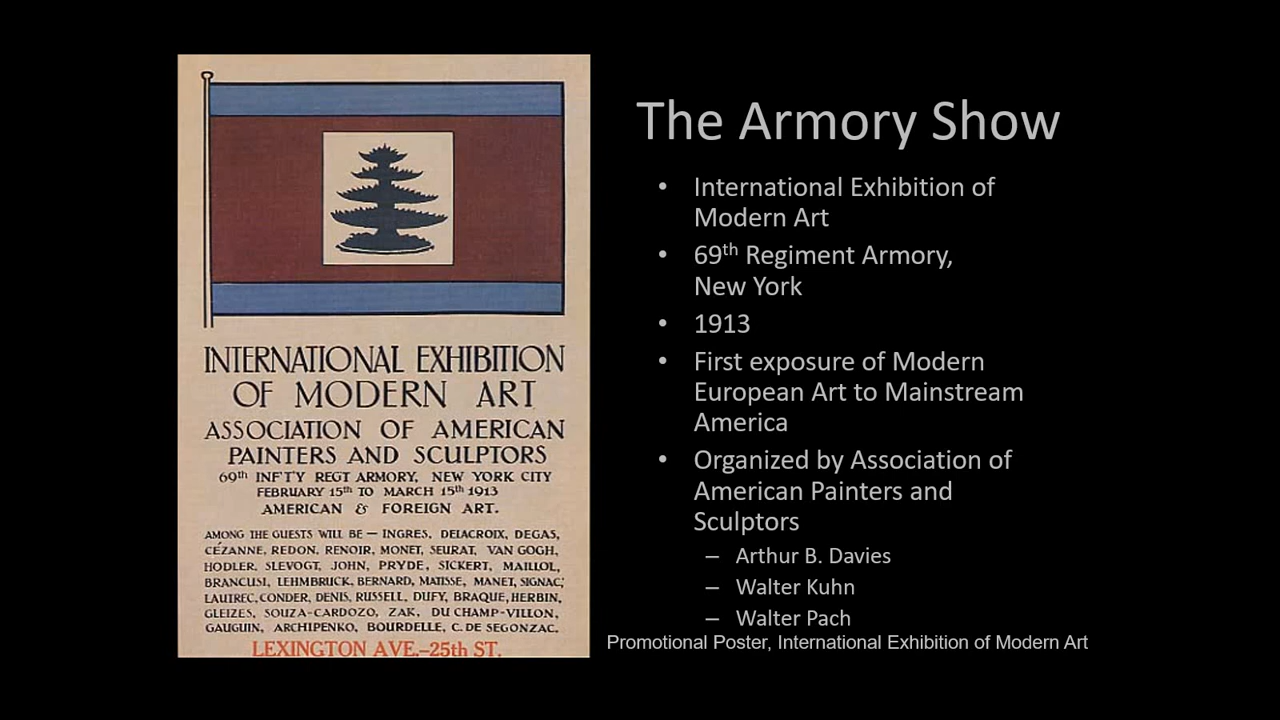 INTERNATIONAL EXHIBITION
OF MODERN ART
ASSOCIATION OF AMERICAN
PAINTERS AND SCULPTORS
69th INF'TY REGT ARMORY, NEW YORK CITY
FEBRUARY 15th TO MARCH 15th 1913
AMERICAN & FOREIGN ART.
AMONG THE GUESTS WILL BE — INGRES, DELACROIX, DEGAS,
CÉZANNE, REDON, RENOIR, MONET, SEURAT, VAN GOGH,
HODLER, SLEVOGT, JOHN, PRYDE, SICKERT, MAILLOL,
BRANCUSI, LEHMBRUCK, BERNARD, MATISSE, MANET, SIGNAC,
LAUTREC, CONDER, DENIS, RUSSELL, DUFY, BRAQUE, HERBIN,
GLEIZES, SOUZA-CARDOZO, ZAK, DU CHAMP-VILLON,
GAUGUIN, ARCHIPENKO, BOURDELLE, C. DE SEGONZAC.
LEXINGTON AVE.–25th ST.
The Armory Show
• International Exhibition of
Modern Art
• 69th Regiment Armory,
New York
• 1913
• First exposure of Modern
European Art to Mainstream
America
• Organized by Association of
American Painters and
Sculptors
– Arthur B. Davies
– Walter Kuhn
– Walter Pach
Promotional Poster, International Exhibition of Modern Art